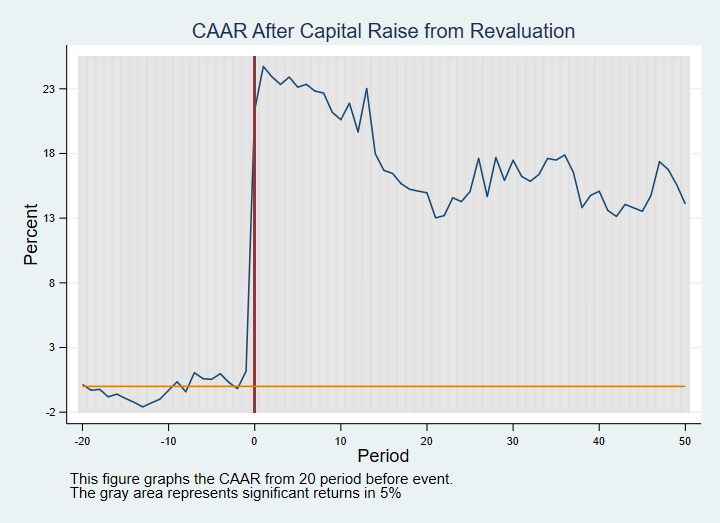 CAAR After Capital Raise from Revaluation
Percent
23
18
13
8
3
-2
-20 -10 0 10 20 30 40 50
Period
This figure graphs the CAAR from 20 period before event.
The gray area represents significant returns in 5%